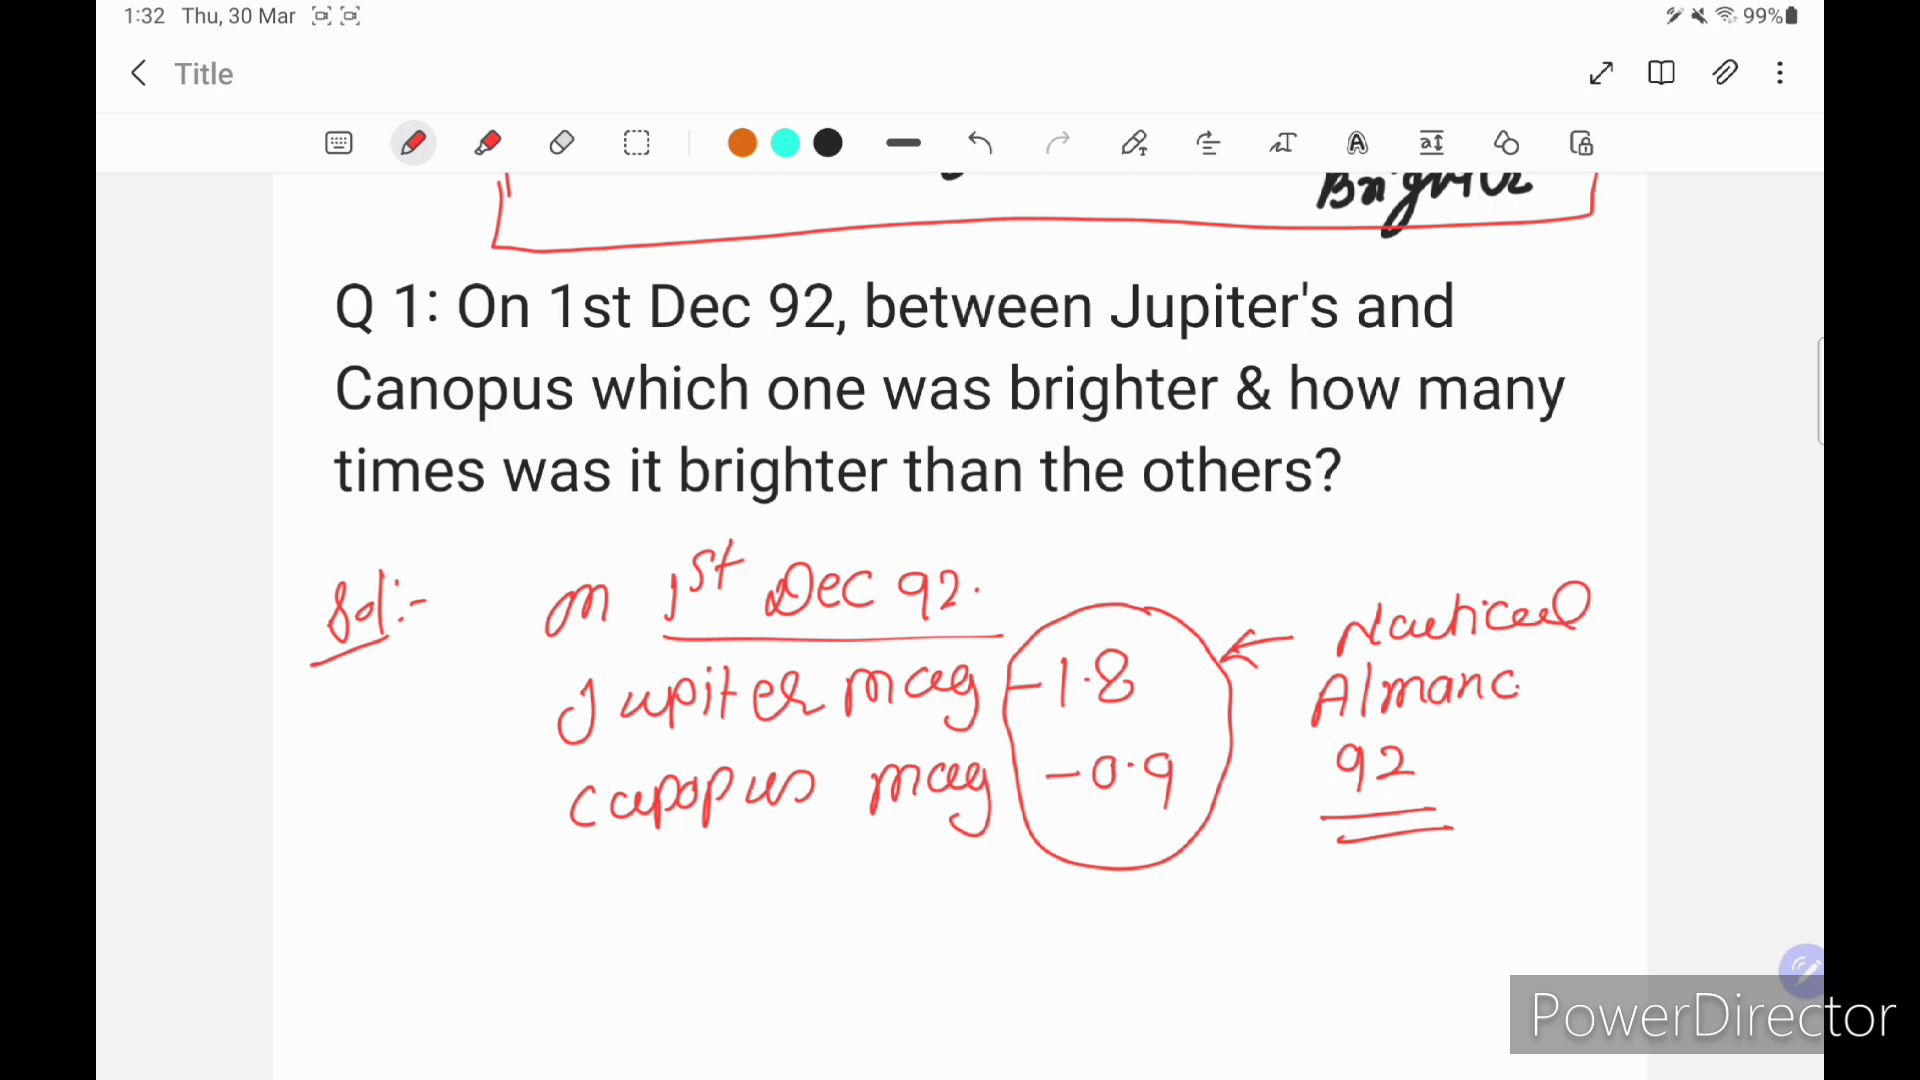 1:32 Thu, 30 Mar 99%
Title
Q 1: On 1st Dec 92, between Jupiter's and
Canopus which one was brighter & how many
times was it brighter than the others?
Sol:- on 1st Dec 92.
Jupiter mag -1.8
Canopus mag -0.9
Nautical
Almanc
92
PowerDirector